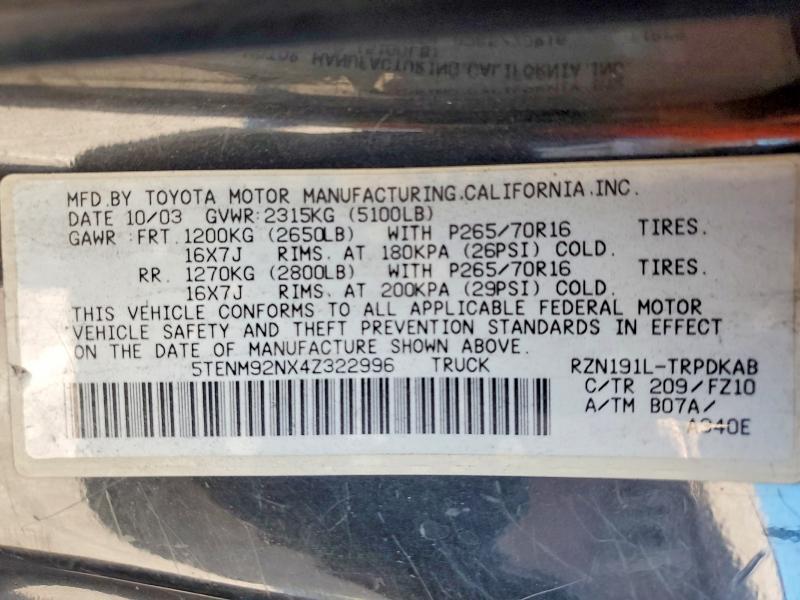 MFD.BY TOYOTA MOTOR MANUFACTURING.CALIFORNIA.INC.
DATE 10/03 GVWR:2315KG (5100LB)
GAWR :FRT. 1200KG (2650LB) WITH P265/70R16 TIRES.
16X7J RIMS. AT 180KPA (26PSI) COLD.
RR. 1270KG (2800LB) WITH P265/70R16 TIRES.
16X7J RIMS. AT 200KPA (29PSI) COLD.
THIS VEHICLE CONFORMS TO ALL APPLICABLE FEDERAL MOTOR
VEHICLE SAFETY AND THEFT PREVENTION STANDARDS IN EFFECT
ON THE DATE OF MANUFACTURE SHOWN ABOVE.
5TENM92NX4Z322996 TRUCK RZN191L-TRPDKAB
C/TR 209/FZ10
A/TM B07A/
A340E